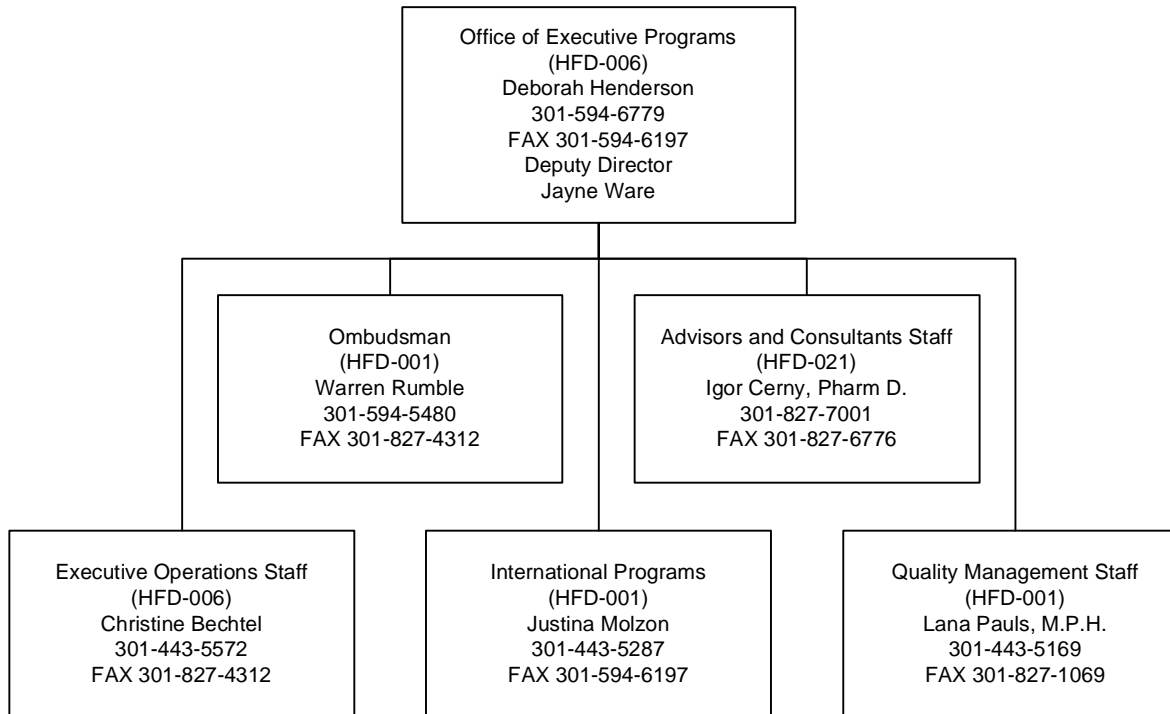 Office of Executive Programs
(HFD-006)
Deborah Henderson
301-594-6779
FAX 301-594-6197
Deputy Director
Jayne Ware
Ombudsman
(HFD-001)
Warren Rumble
301-594-5480
FAX 301-827-4312
Advisors and Consultants Staff
(HFD-021)
Igor Cerny, Pharm D.
301-827-7001
FAX 301-827-6776
Executive Operations Staff
(HFD-006)
Christine Bechtel
301-443-5572
FAX 301-827-4312
International Programs
(HFD-001)
Justina Molzon
301-443-5287
FAX 301-594-6197
Quality Management Staff
(HFD-001)
Lana Pauls, M.P.H.
301-443-5169
FAX 301-827-1069